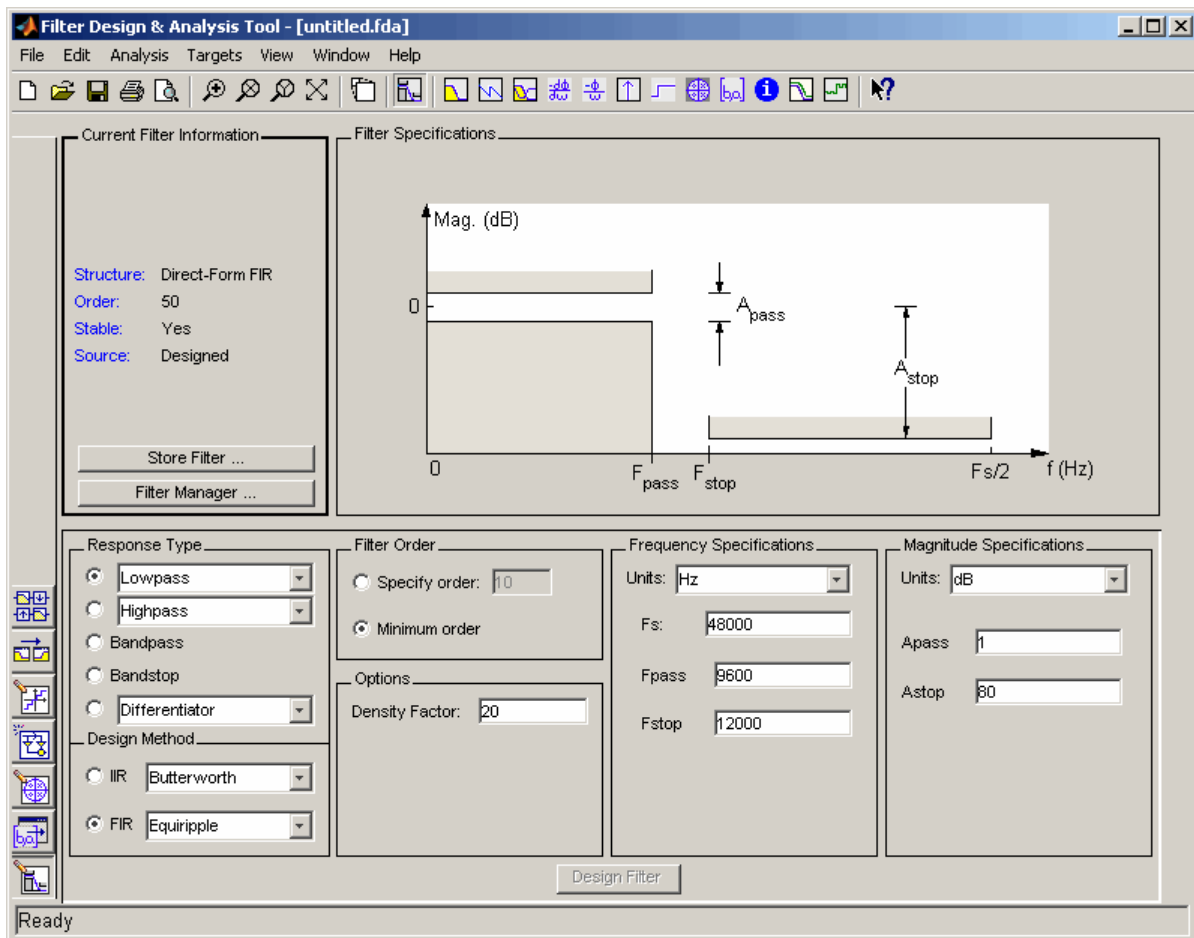 Filter Design & Analysis Tool - [untitled.fda]
File Edit Analysis Targets View Window Help
Current Filter Information
Structure: Direct-Form FIR
Order: 50
Stable: Yes
Source: Designed
Store Filter ...
Filter Manager ...
Filter Specifications
Mag. (dB)
0
Apass
Astop
0
Fpass
Fstop
Fs/2
f (Hz)
Response Type
Lowpass
Highpass
Bandpass
Bandstop
Differentiator
Design Method
IIR Butterworth
FIR Equiripple
Filter Order
Specify order: 10
Minimum order
Options
Density Factor: 20
Frequency Specifications
Units: Hz
Fs: 48000
Fpass 9600
Fstop 12000
Magnitude Specifications
Units: dB
Apass 1
Astop 80
Design Filter
Ready